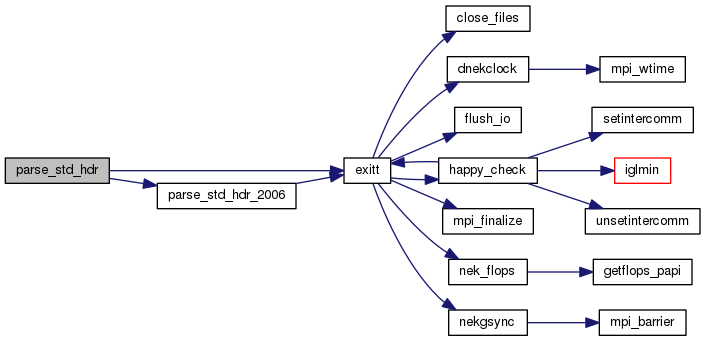 parse_std_hdr
parse_std_hdr_2006
exitt
close_files
dnekclock
flush_io
happy_check
mpi_finalize
nek_flops
nekgsync
mpi_wtime
setintercomm
iglmin
unsetintercomm
getflops_papi
mpi_barrier